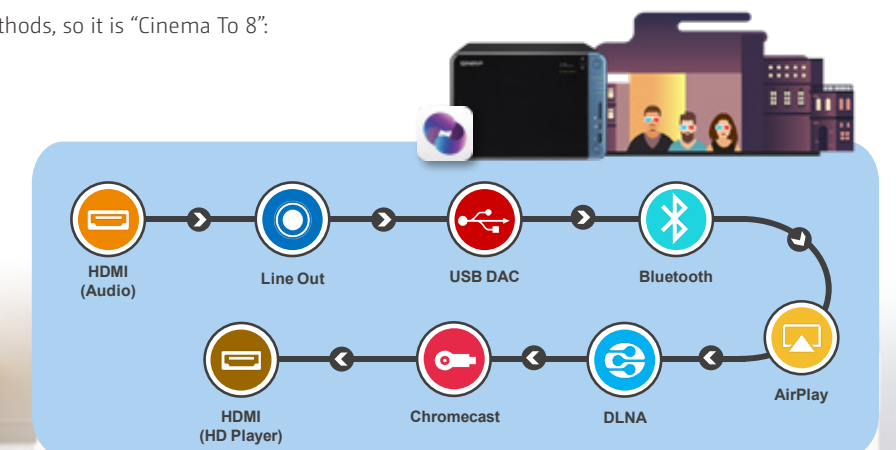 thods, so it is “Cinema To 8”:
HDMI
(Audio)
Line Out
USB DAC
Bluetooth
AirPlay
DLNA
Chromecast
HDMI
(HD Player)